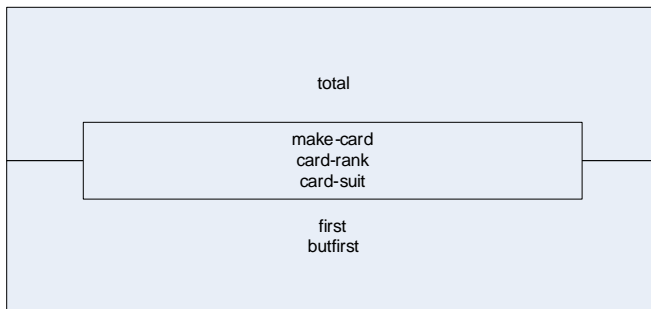 total
make-card
card-rank
card-suit
first
butfirst